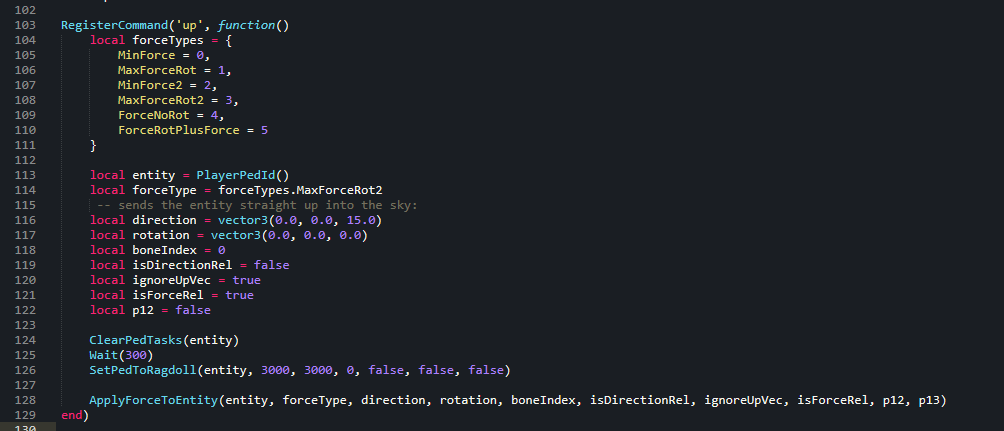 102
103 RegisterCommand('up', function()
104     local forceTypes = {
105         MinForce = 0,
106         MaxForceRot = 1,
107         MinForce2 = 2,
108         MaxForceRot2 = 3,
109         ForceNoRot = 4,
110         ForceRotPlusForce = 5
111     }
112
113     local entity = PlayerPedId()
114     local forceType = forceTypes.MaxForceRot2
115      -- sends the entity straight up into the sky:
116     local direction = vector3(0.0, 0.0, 15.0)
117     local rotation = vector3(0.0, 0.0, 0.0)
118     local boneIndex = 0
119     local isDirectionRel = false
120     local ignoreUpVec = true
121     local isForceRel = true
122     local p12 = false
123
124     ClearPedTasks(entity)
125     Wait(300)
126     SetPedToRagdoll(entity, 3000, 3000, 0, false, false, false)
127
128     ApplyForceToEntity(entity, forceType, direction, rotation, boneIndex, isDirectionRel, ignoreUpVec, isForceRel, p12, p13)
129 end)
130